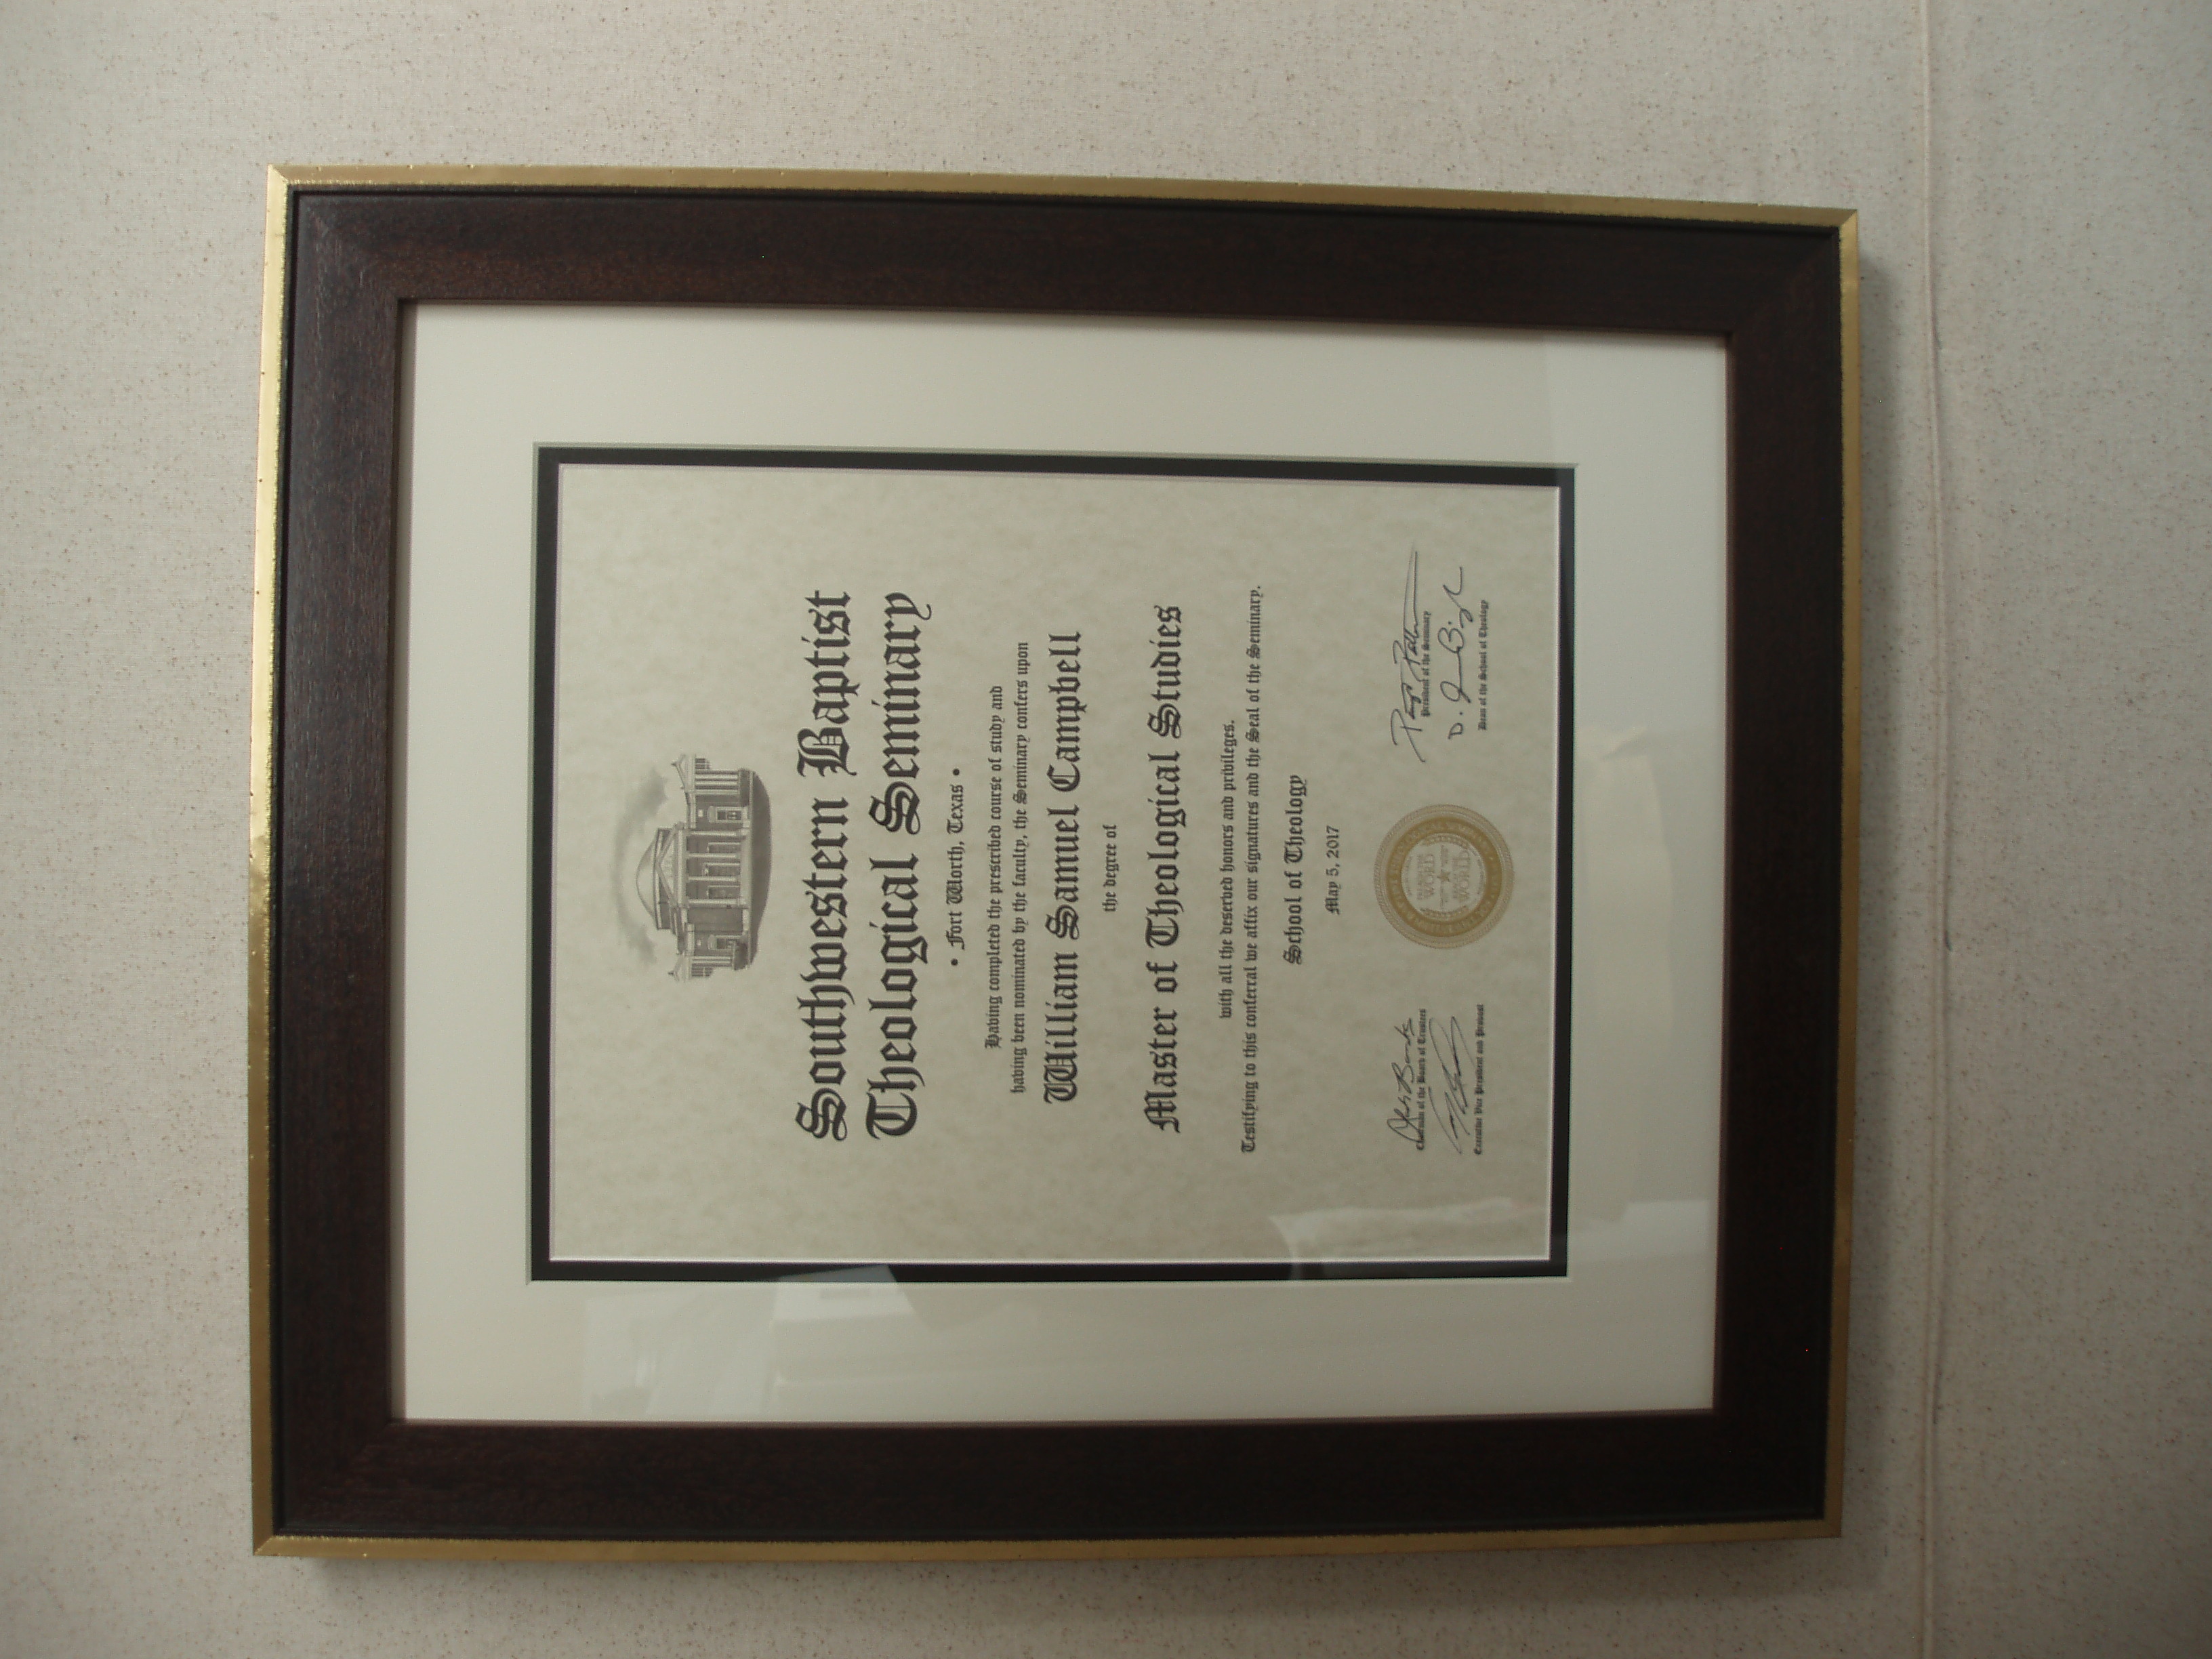 Southwestern Baptist
Theological Seminary
• Fort Worth, Texas •
Having completed the prescribed course of study and
having been nominated by the faculty, the Seminary confers upon
William Samuel Campbell
the degree of
Master of Theological Studies
with all the deserved honors and privileges.
Testifying to this conferral we affix our signatures and the Seal of the Seminary.
School of Theology
May 5, 2017
Chairman of the Board of Trustees
Executive Vice President and Provost
WORD
WORLD
President of the Seminary
Dean of the School of Theology